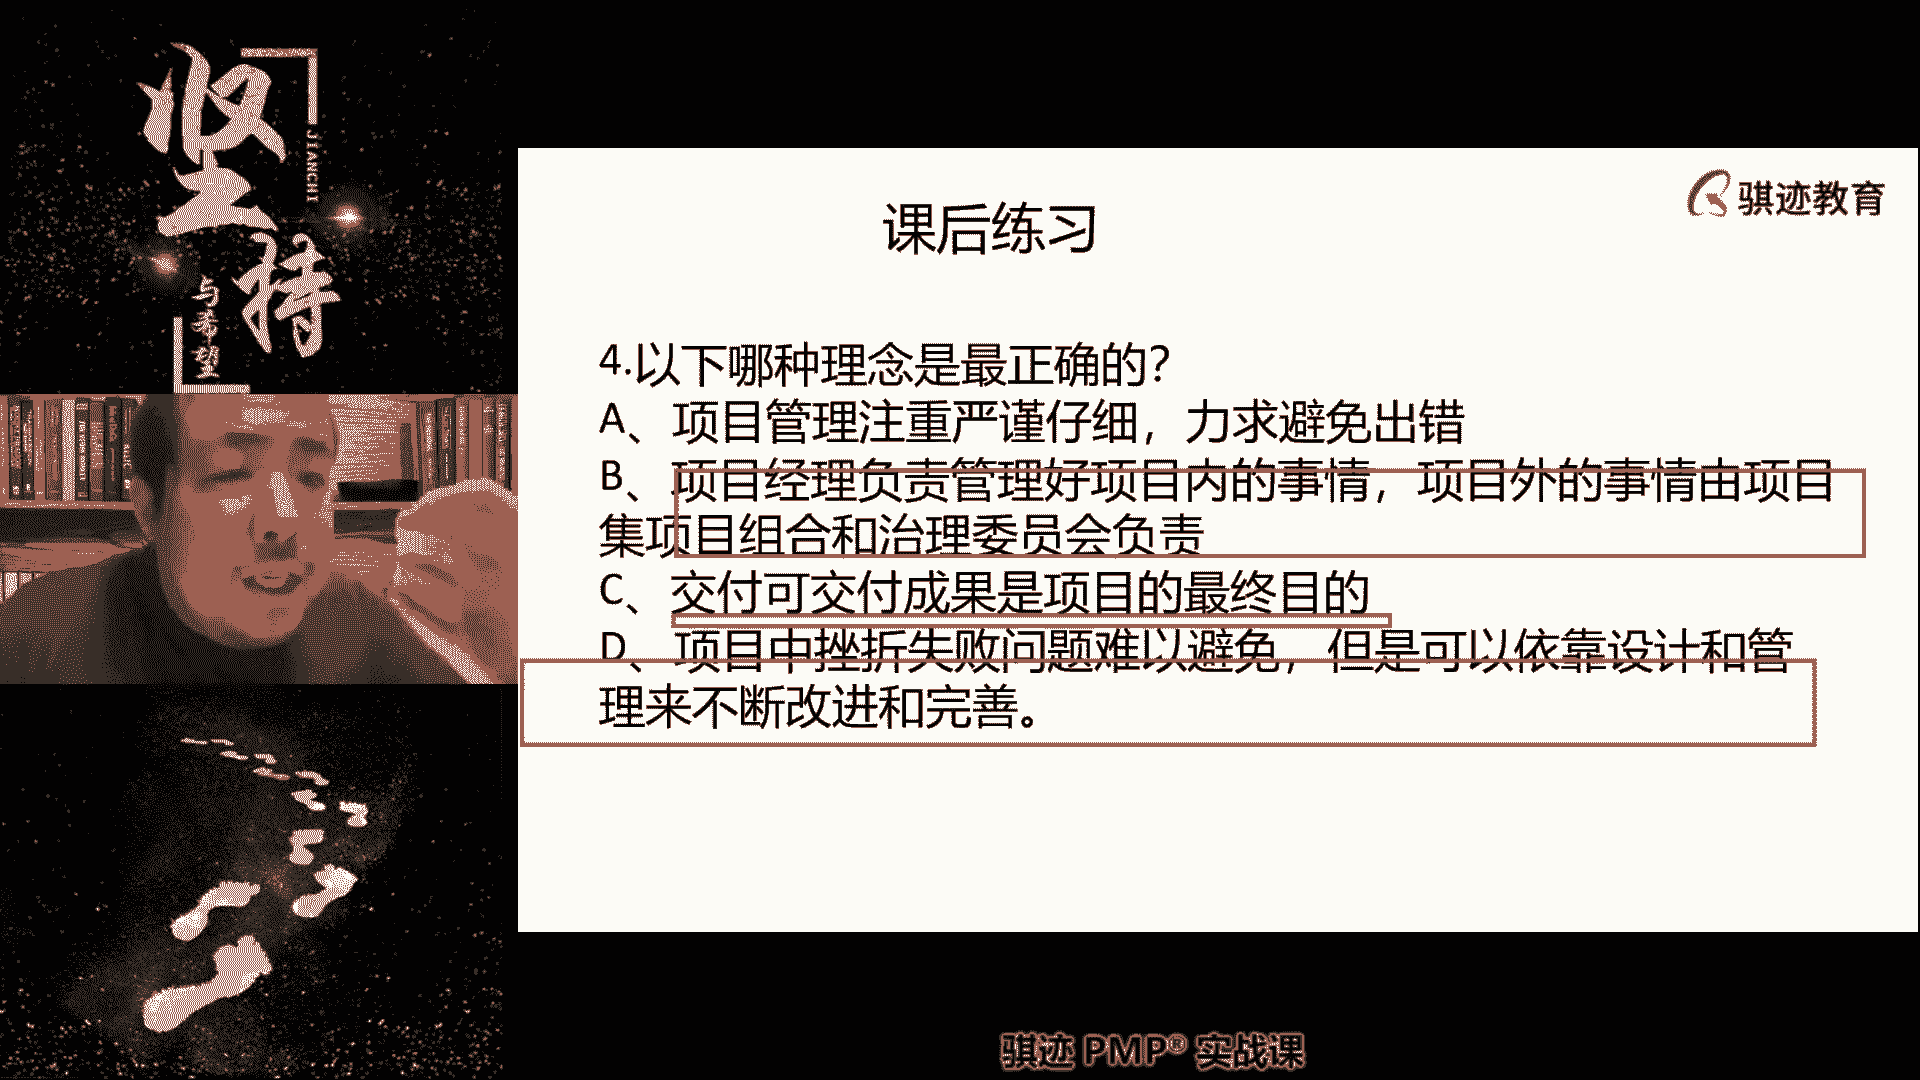 坚持
JIANCHI
与希望
骐迹教育
课后练习
4.以下哪种理念是最正确的?
A、项目管理注重严谨仔细，力求避免出错
B、项目经理负责管理好项目内的事情，项目外的事情由项目
集项目组合和治理委员会负责
C、交付可交付成果是项目的最终目的
D、项目中挫折失败问题难以避免，但是可以依靠设计和管
理来不断改进和完善。
骐迹 PMP® 实战课